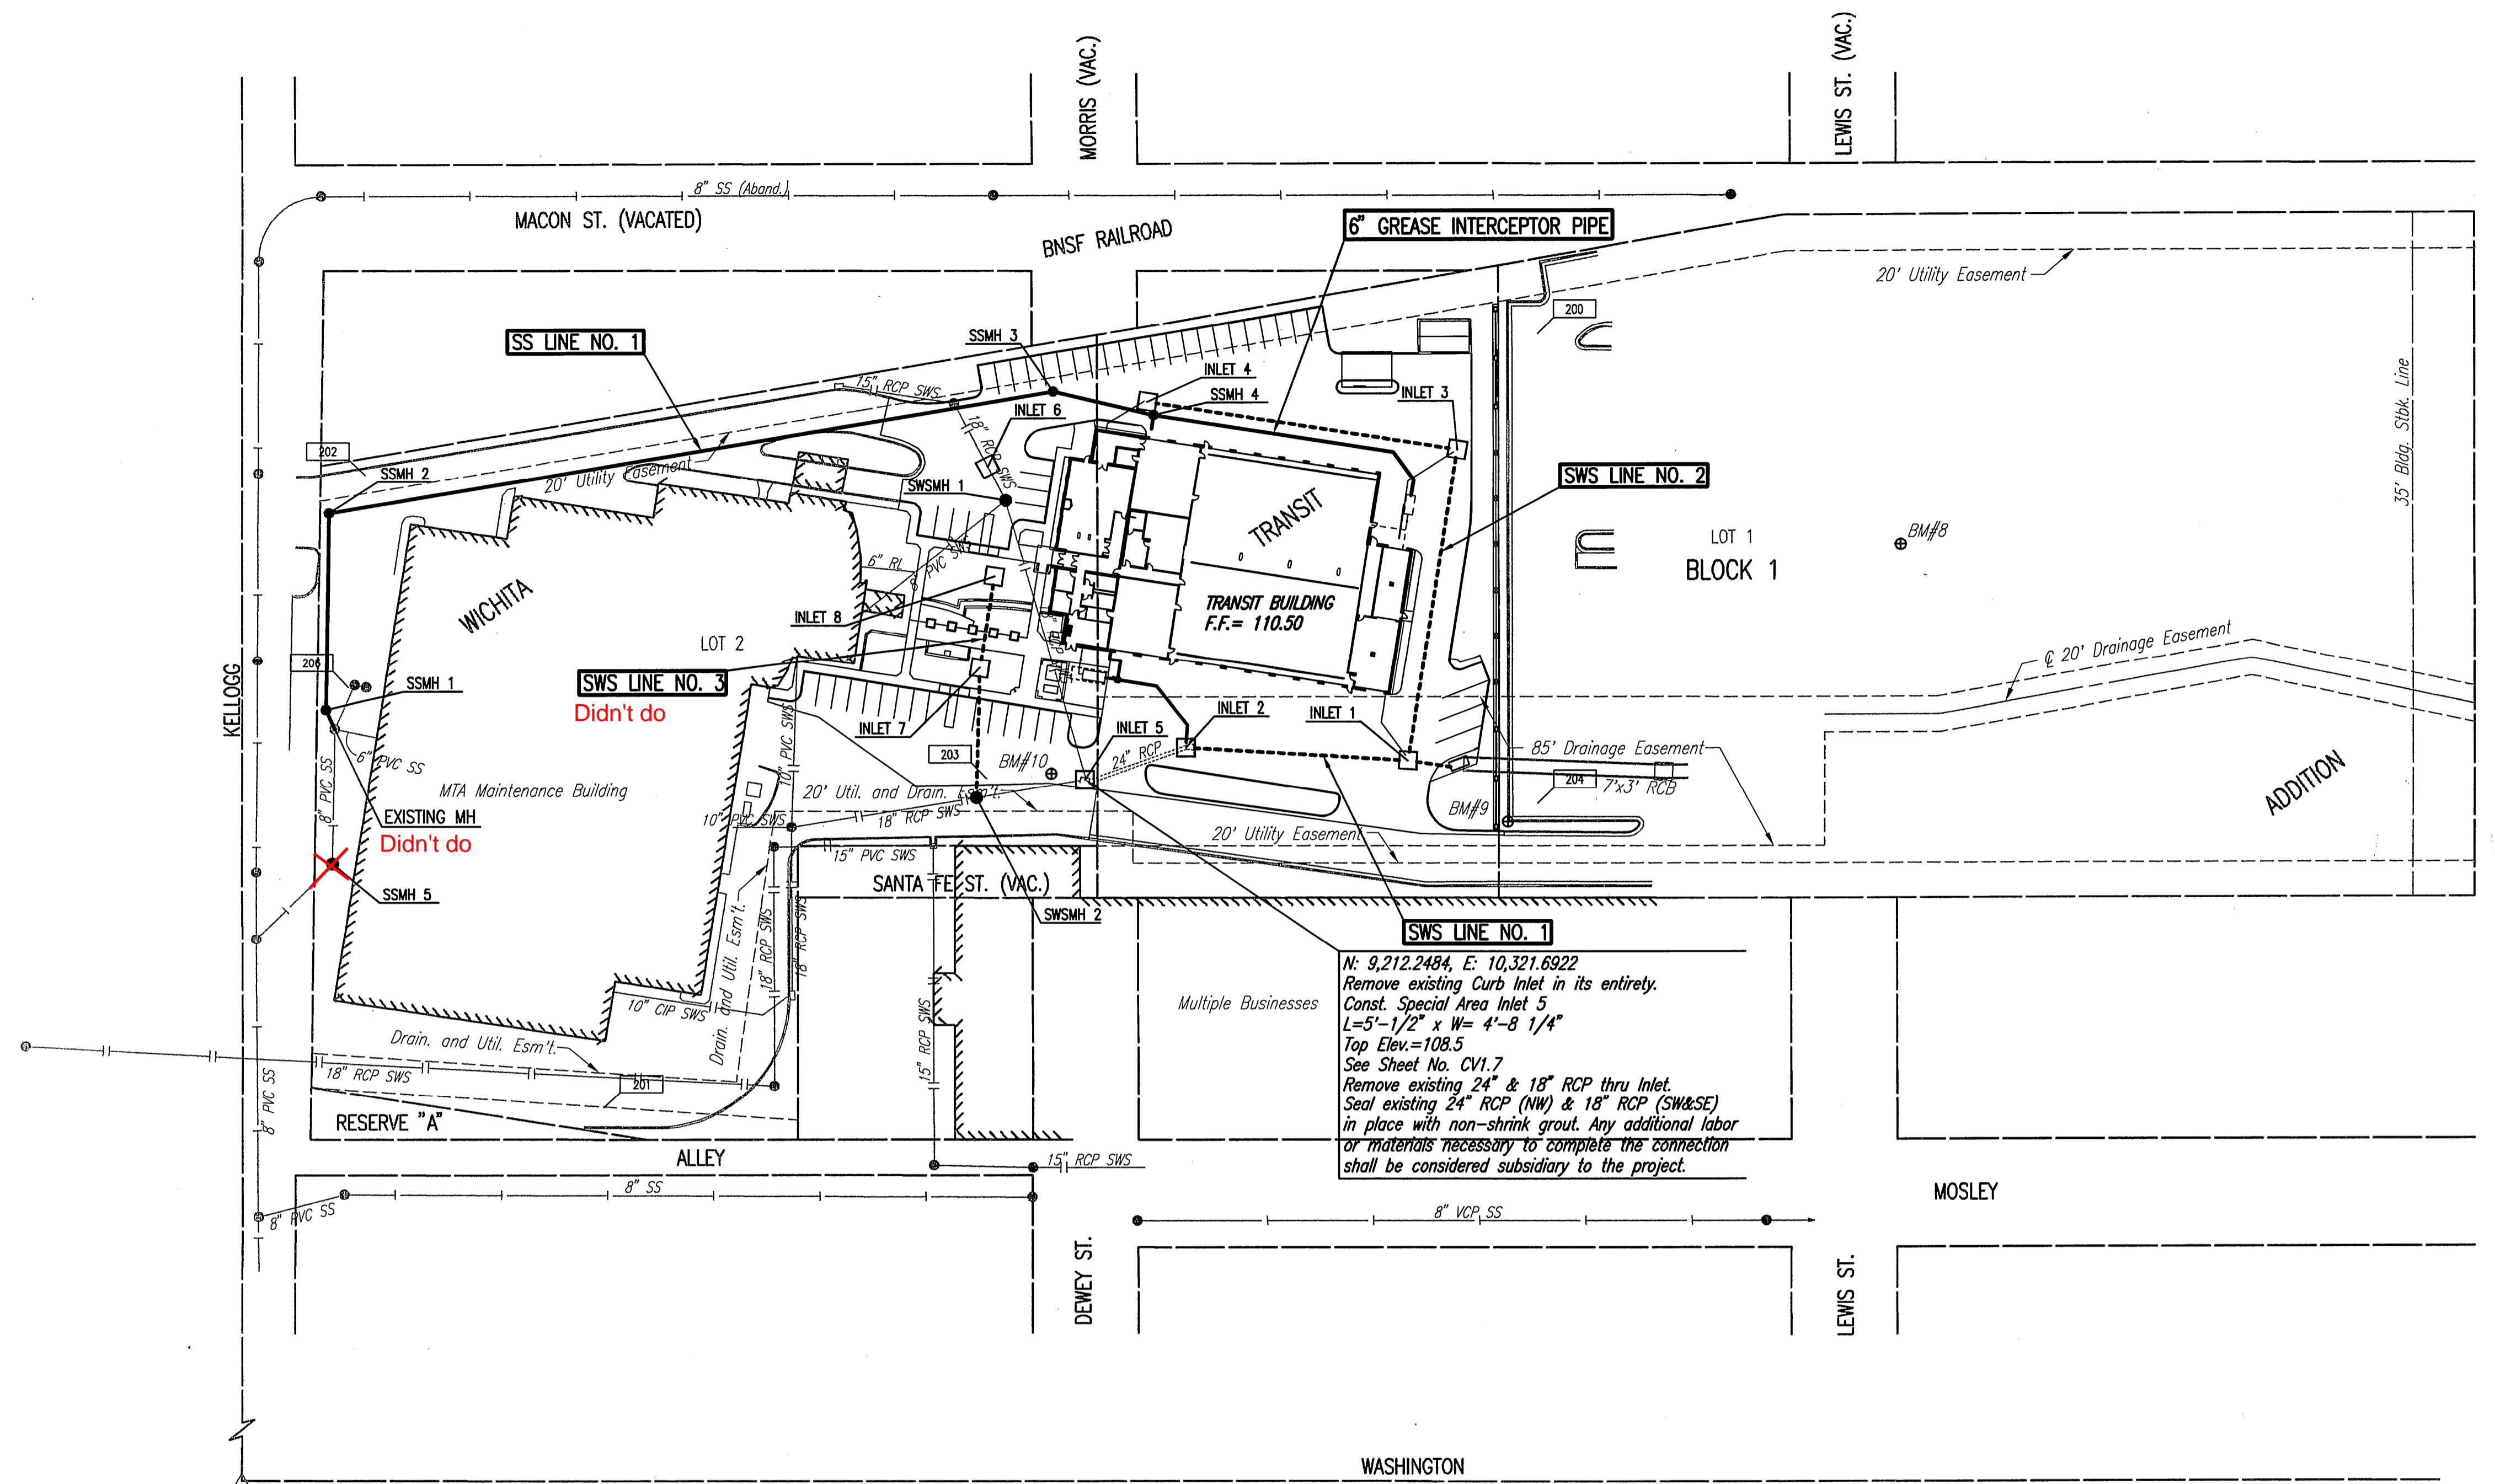 MORRIS (VAC.)
LEWIS ST. (VAC.)
8" SS (Aband.)
MACON ST. (VACATED)
BNSF RAILROAD
6" GREASE INTERCEPTOR PIPE
20' Utility Easement
200
SS LINE NO. 1
SSMH 3
INLET 4
15" RCP SWS
SSMH 4
INLET 3
INLET 6
18" RCP SWS
35' Bldg. Stbk. Line
202
SSMH 2
20' Utility Easement
SWSMH 1
SWS LINE NO. 2
TRANSIT
BM#8
LOT 1
BLOCK 1
6" RL
8" PVC SWS
WICHITA
TRANSIT BUILDING
F.F.= 110.50
INLET 8
LOT 2
℄ 20' Drainage Easement
206
KELLOGG
SSMH 1
SWS LINE NO. 3
Didn't do
INLET 7
INLET 2
INLET 1
INLET 5
203
BM#10
24" RCP
85' Drainage Easement
204
7'x3' RCB
6" PVC SS
8" PVC SS
10" PVC SWS
MTA Maintenance Building
20' Util. and Drain. Esm't.
BM#9
ADDITION
EXISTING MH
Didn't do
10" PVC SWS
18" RCP SWS
20' Utility Easement
15" PVC SWS
SANTA FE ST. (VAC.)
SSMH 5
SWSMH 2
SWS LINE NO. 1
Drain. and Util. Esm't.
18" RCP SWS
18" RCP SWS
15" RCP SWS
10" CIP SWS
Multiple Businesses
N: 9,212.2484, E: 10,321.6922
Remove existing Curb Inlet in its entirety.
Const. Special Area Inlet 5
L=5'-1/2" x W= 4'-8 1/4"
Top Elev.=108.5
See Sheet No. CV1.7
Remove existing 24" & 18" RCP thru Inlet.
Seal existing 24" RCP (NW) & 18" RCP (SW&SE)
in place with non-shrink grout. Any additional labor
or materials necessary to complete the connection
shall be considered subsidiary to the project.
Drain. and Util. Esm't.
18" RCP SWS
201
8" PVC SS
RESERVE "A"
ALLEY
15" RCP SWS
8" SS
8" PVC SS
MOSLEY
8" VCP SS
DEWEY ST.
LEWIS ST.
WASHINGTON